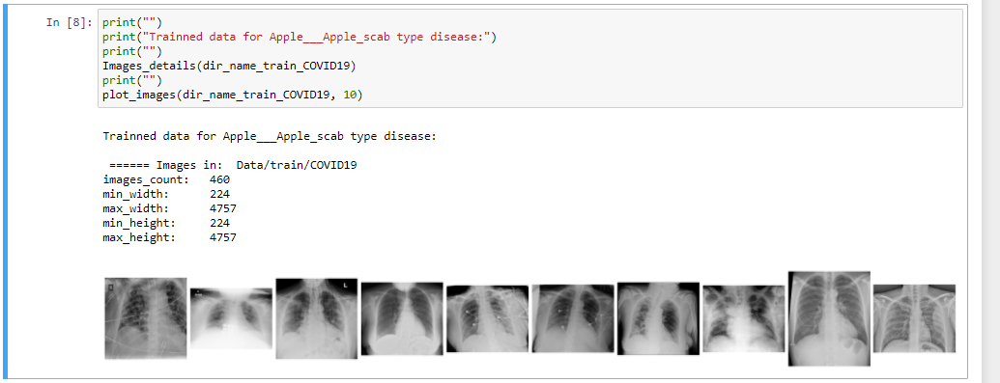 In [8]: print("")
print("Trainned data for Apple___Apple_scab type disease:")
print("")
Images_details(dir_name_train_COVID19)
print("")
plot_images(dir_name_train_COVID19, 10)
Trainned data for Apple___Apple_scab type disease:
====== Images in:  Data/train/COVID19
images_count:   460
min_width:      224
max_width:      4757
min_height:     224
max_height:     4757
L